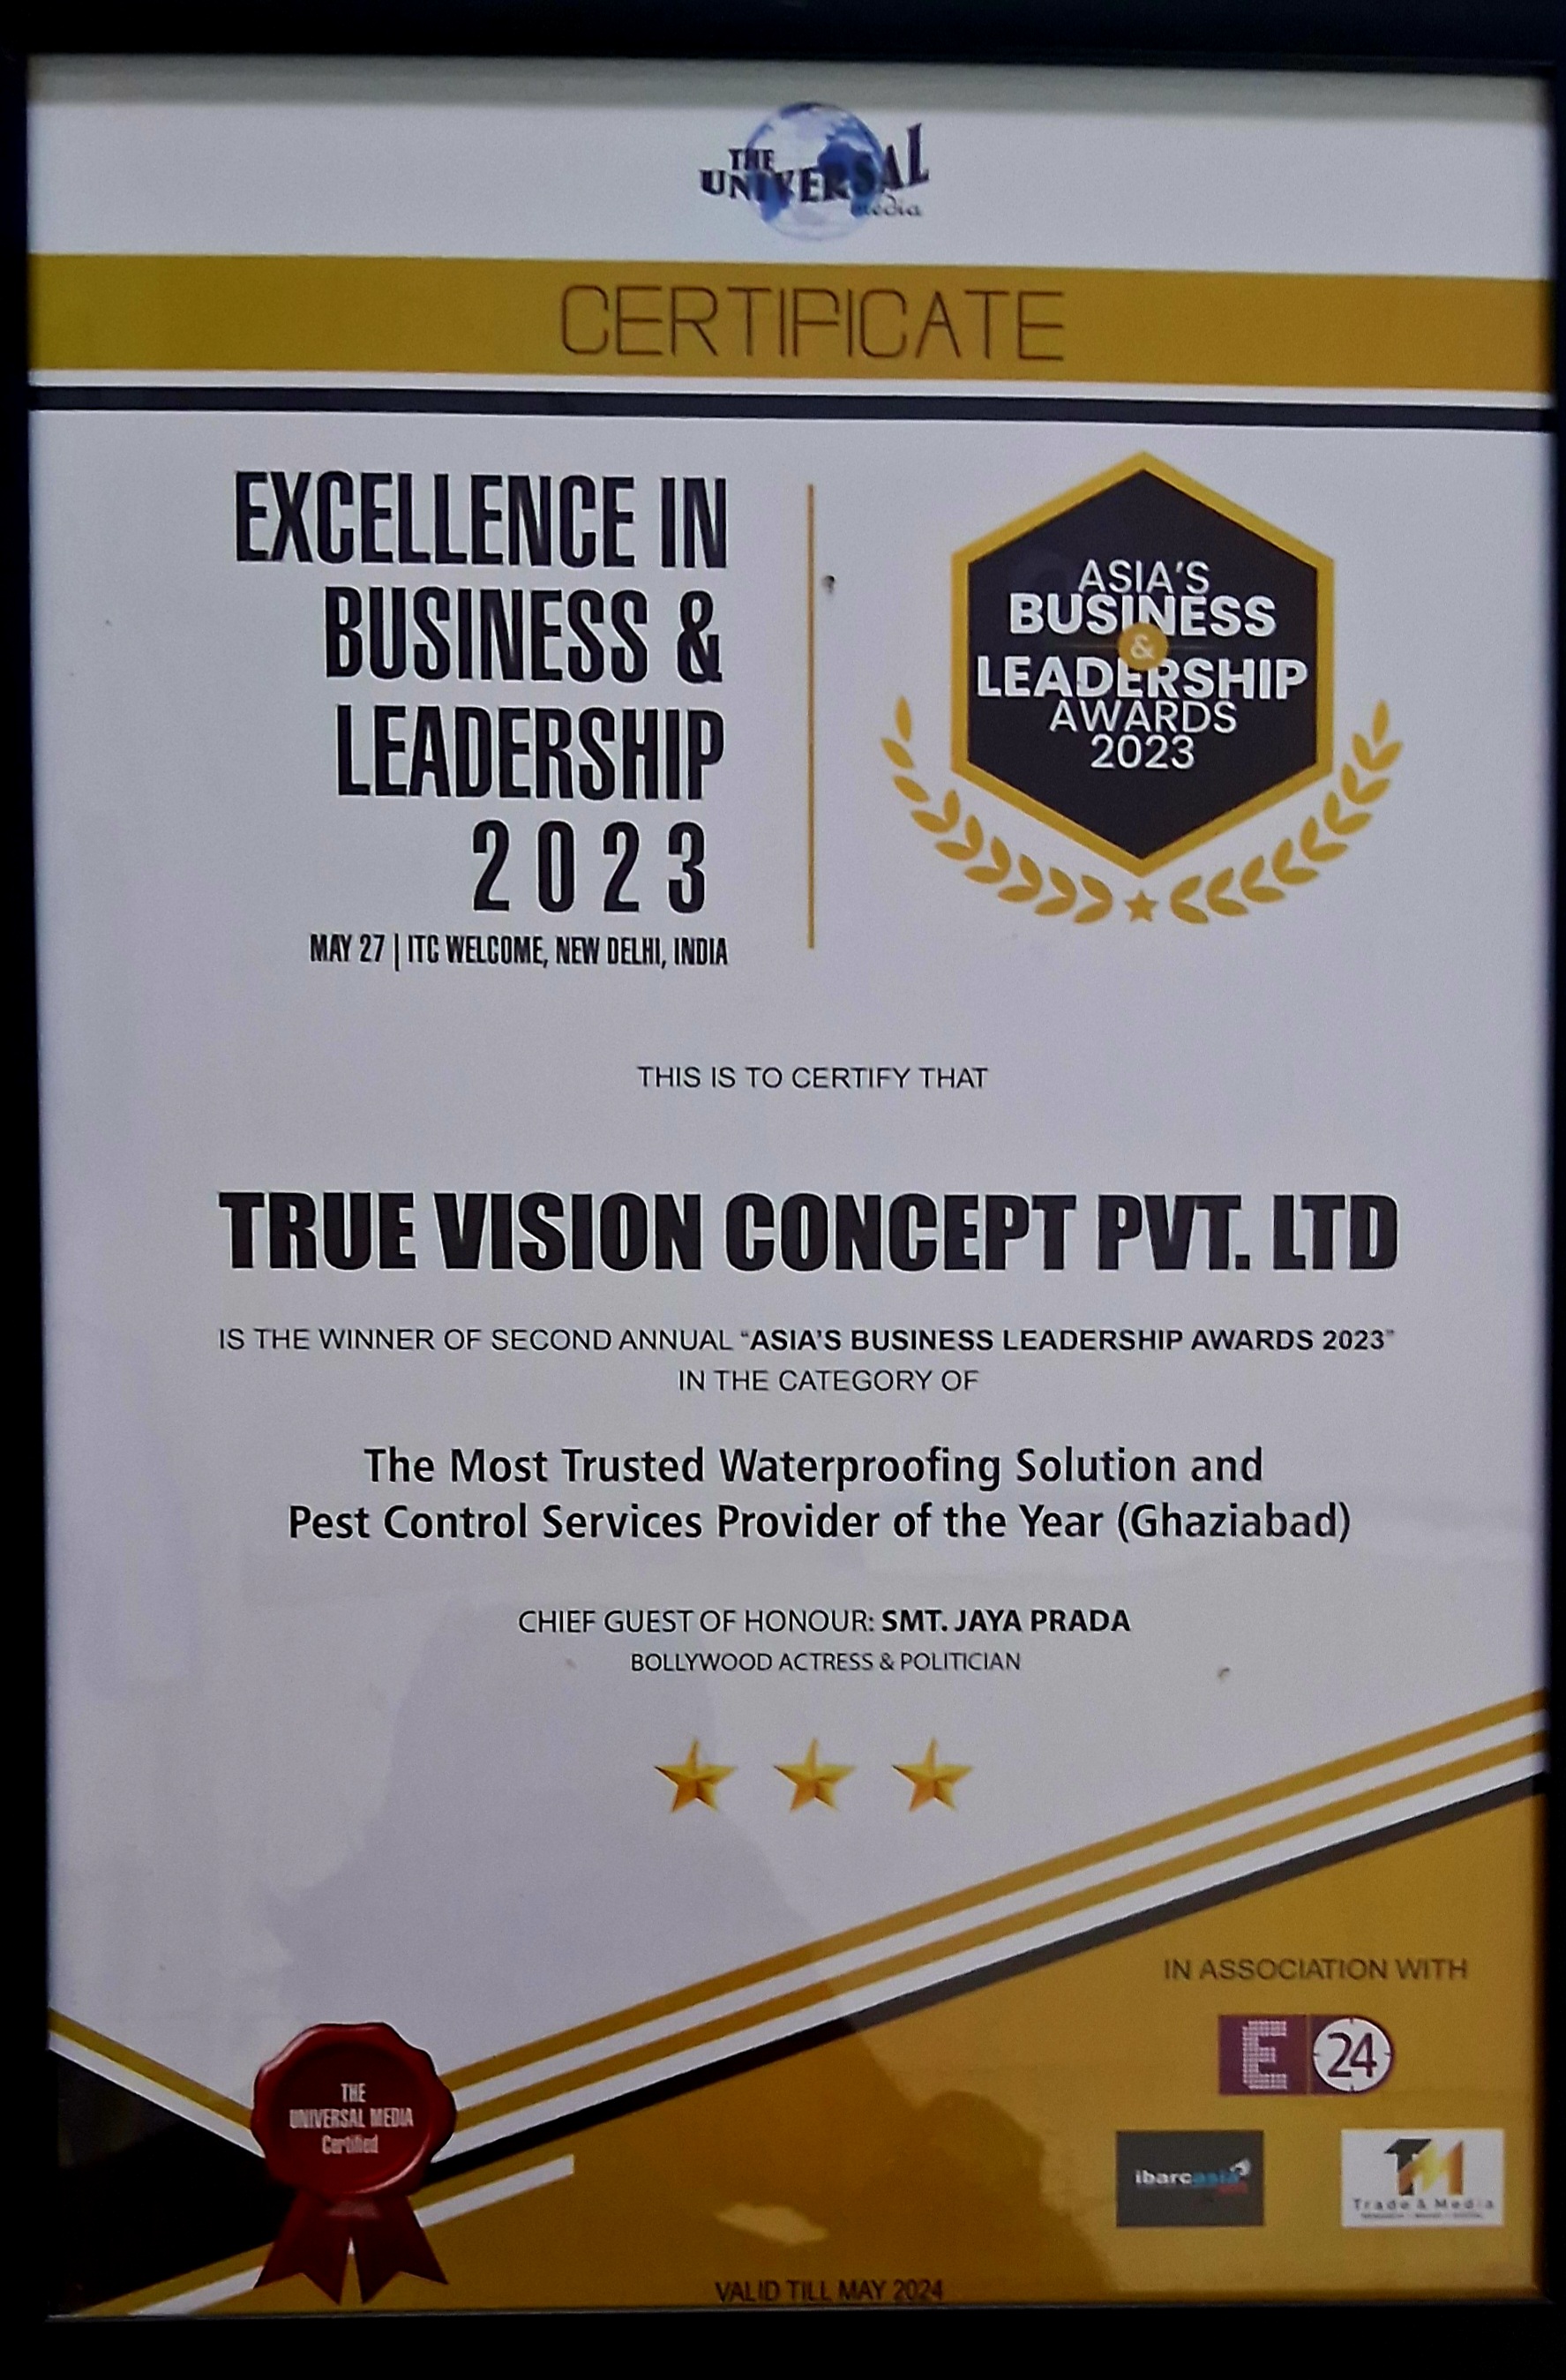 THE
UNIVERSAL
media
CERTIFICATE
EXCELLENCE IN
BUSINESS &
LEADERSHIP
2023
MAY 27 | ITC WELCOME, NEW DELHI, INDIA
ASIA'S
BUSINESS
&
LEADERSHIP
AWARDS
2023
THIS IS TO CERTIFY THAT
TRUE VISION CONCEPT PVT. LTD
IS THE WINNER OF SECOND ANNUAL "ASIA'S BUSINESS LEADERSHIP AWARDS 2023"
IN THE CATEGORY OF
The Most Trusted Waterproofing Solution and
Pest Control Services Provider of the Year (Ghaziabad)
CHIEF GUEST OF HONOUR: SMT. JAYA PRADA
BOLLYWOOD ACTRESS & POLITICIAN
IN ASSOCIATION WITH
E 24
ibarcasia
TM
Trade & Media
THE
UNIVERSAL MEDIA
Certified
VALID TILL MAY 2024